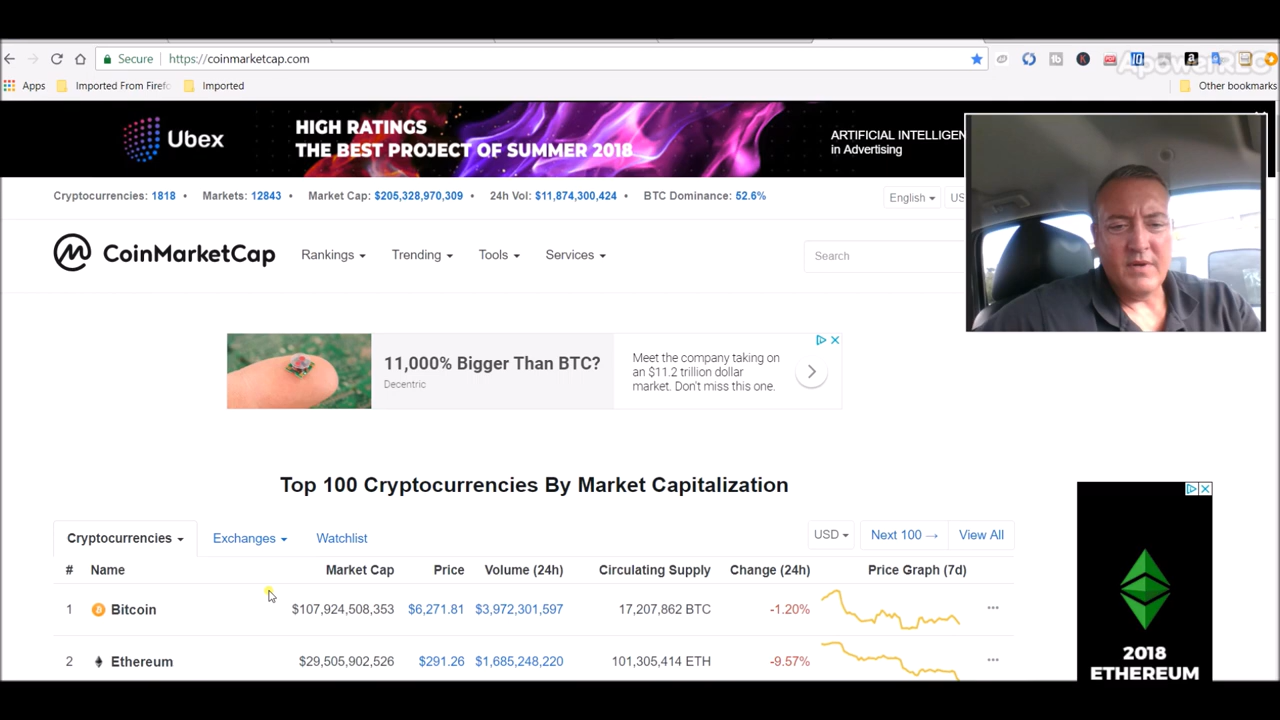 Secure https://coinmarketcap.com
ApowerREC
Apps Imported From Firefo Imported Other bookmarks
Ubex
HIGH RATINGS
THE BEST PROJECT OF SUMMER 2018
ARTIFICIAL INTELLIGEN
in Advertising
Cryptocurrencies: 1818 • Markets: 12843 • Market Cap: $205,328,970,309 • 24h Vol: $11,874,300,424 • BTC Dominance: 52.6%
English US
CoinMarketCap
Rankings Trending Tools Services
Search
11,000% Bigger Than BTC?
Decentric
Meet the company taking on
an $11.2 trillion dollar
market. Don't miss this one.
Top 100 Cryptocurrencies By Market Capitalization
Cryptocurrencies Exchanges Watchlist
USD Next 100 → View All
# Name Market Cap Price Volume (24h) Circulating Supply Change (24h) Price Graph (7d)
1 Bitcoin $107,924,508,353 $6,271.81 $3,972,301,597 17,207,862 BTC -1.20%
2 Ethereum $29,505,902,526 $291.26 $1,685,248,220 101,305,414 ETH -9.57%
2018
ETHEREUM